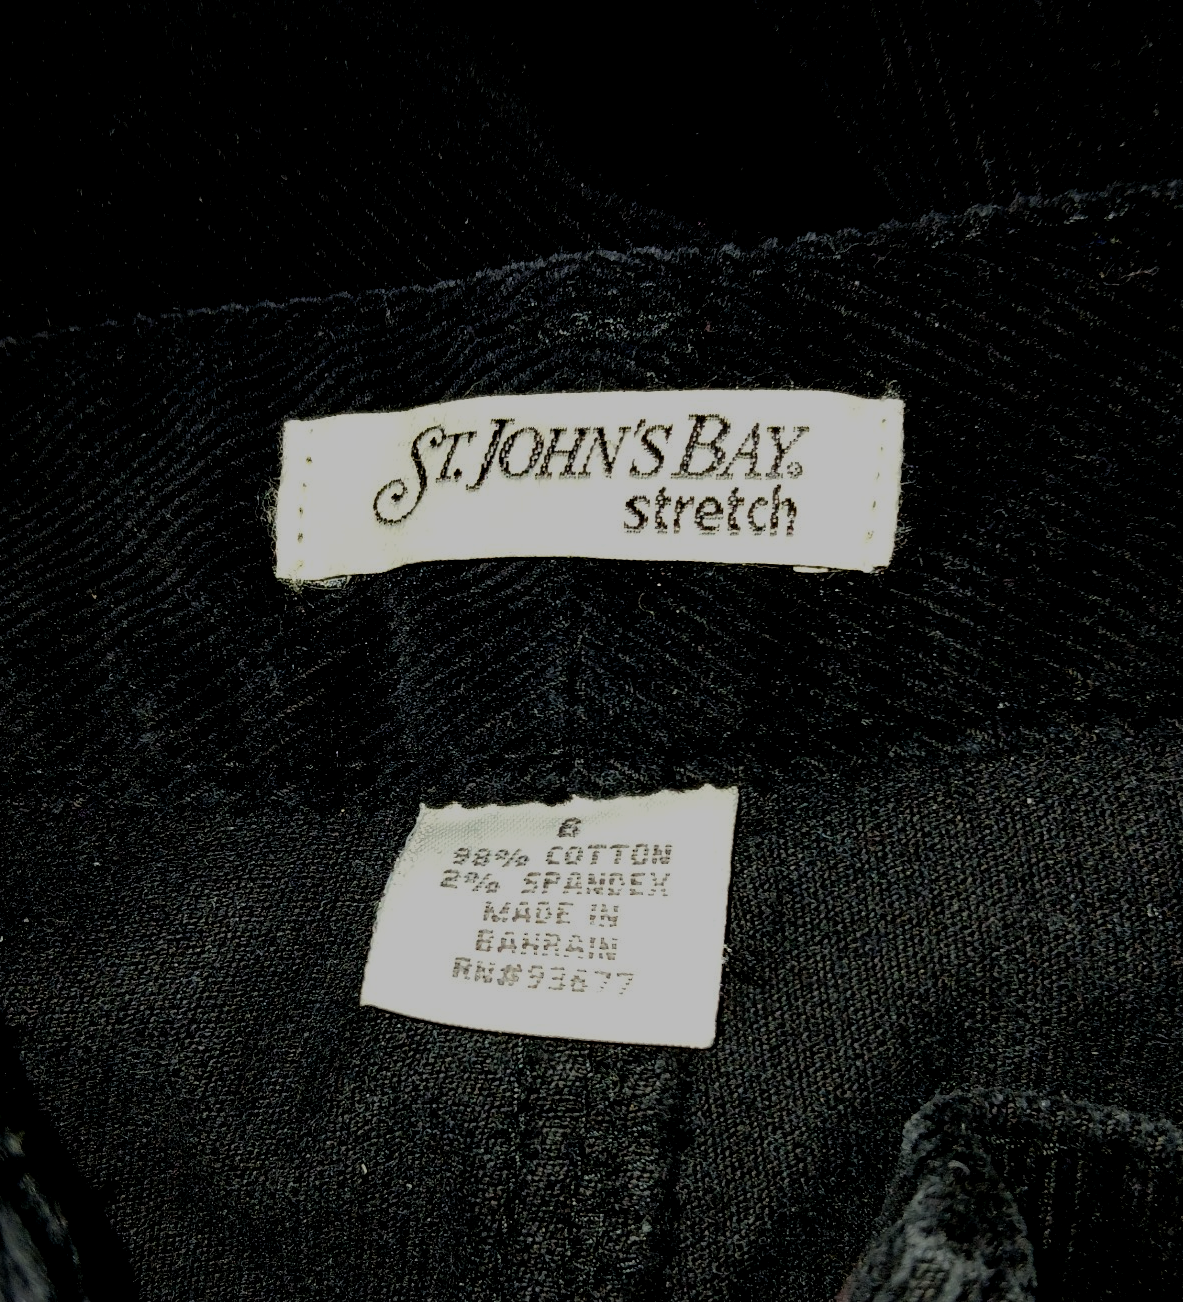 ST. JOHN'S BAY®
stretch
8
98% COTTON
2% SPANDEX
MADE IN
BAHRAIN
RN#93677